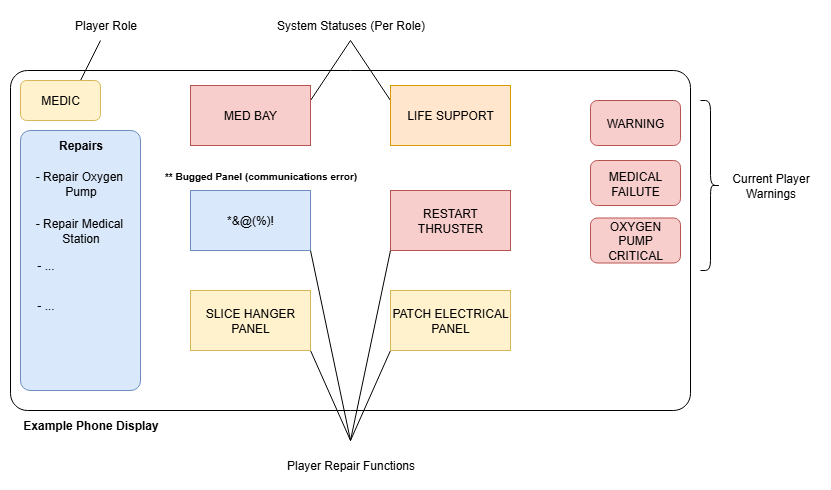 Player Role
System Statuses (Per Role)
MEDIC
MED BAY
LIFE SUPPORT
WARNING
Repairs
- Repair Oxygen
Pump
- Repair Medical
Station
- ...
- ...
** Bugged Panel (communications error)
*&@(%)!
RESTART
THRUSTER
MEDICAL
FAILUTE
OXYGEN
PUMP
CRITICAL
Current Player
Warnings
SLICE HANGER
PANEL
PATCH ELECTRICAL
PANEL
Example Phone Display
Player Repair Functions